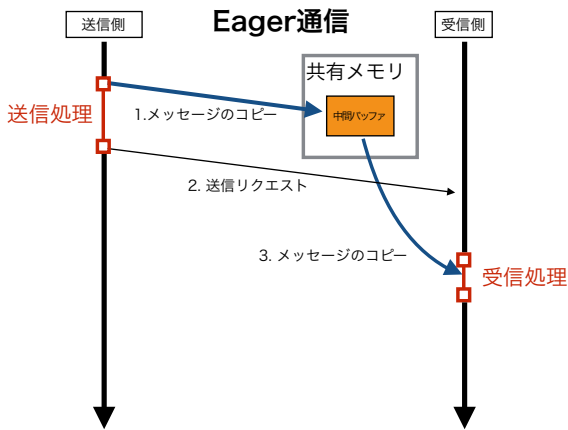 送信側
Eager通信
受信側
共有メモリ
中間バッファ
送信処理
1.メッセージのコピー
2. 送信リクエスト
3. メッセージのコピー
受信処理